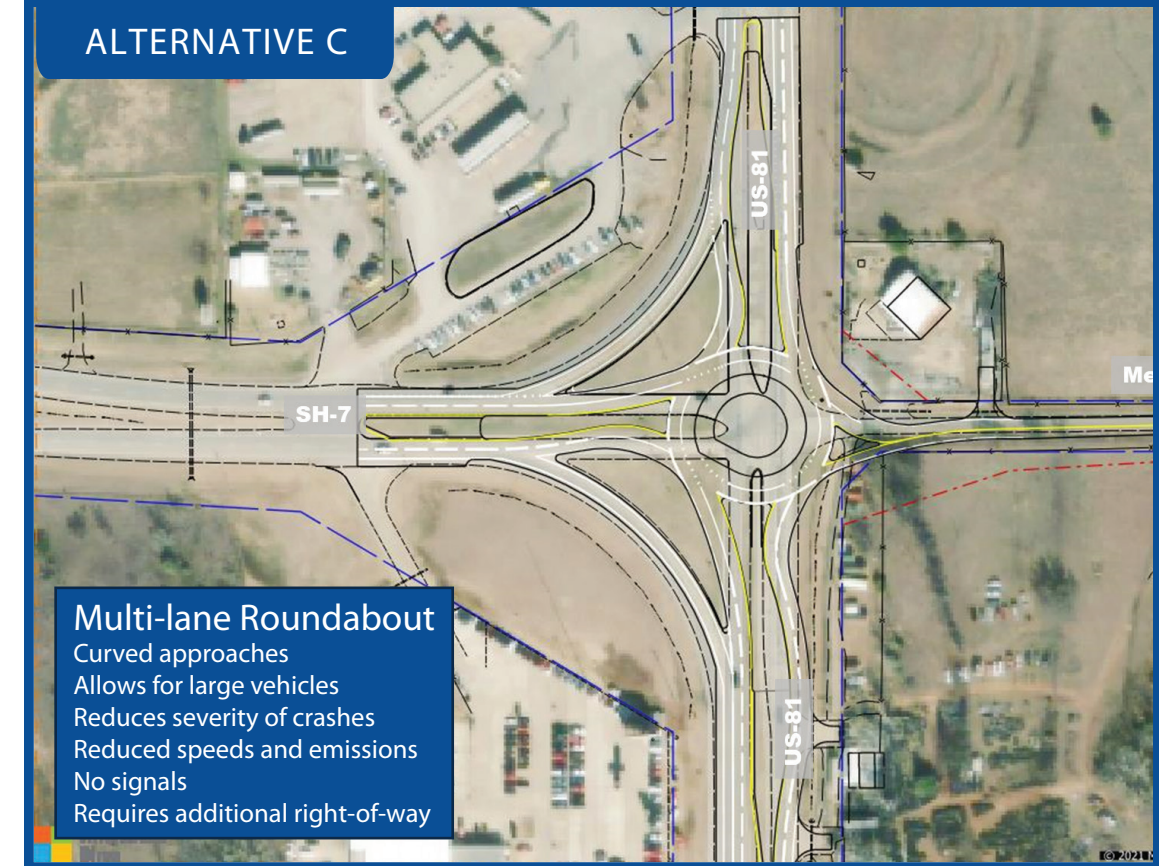 ALTERNATIVE C
US-81
Me
SH-7
Multi-lane Roundabout
Curved approaches
Allows for large vehicles
Reduces severity of crashes
Reduced speeds and emissions
No signals
Requires additional right-of-way
US-81
© 2021 M